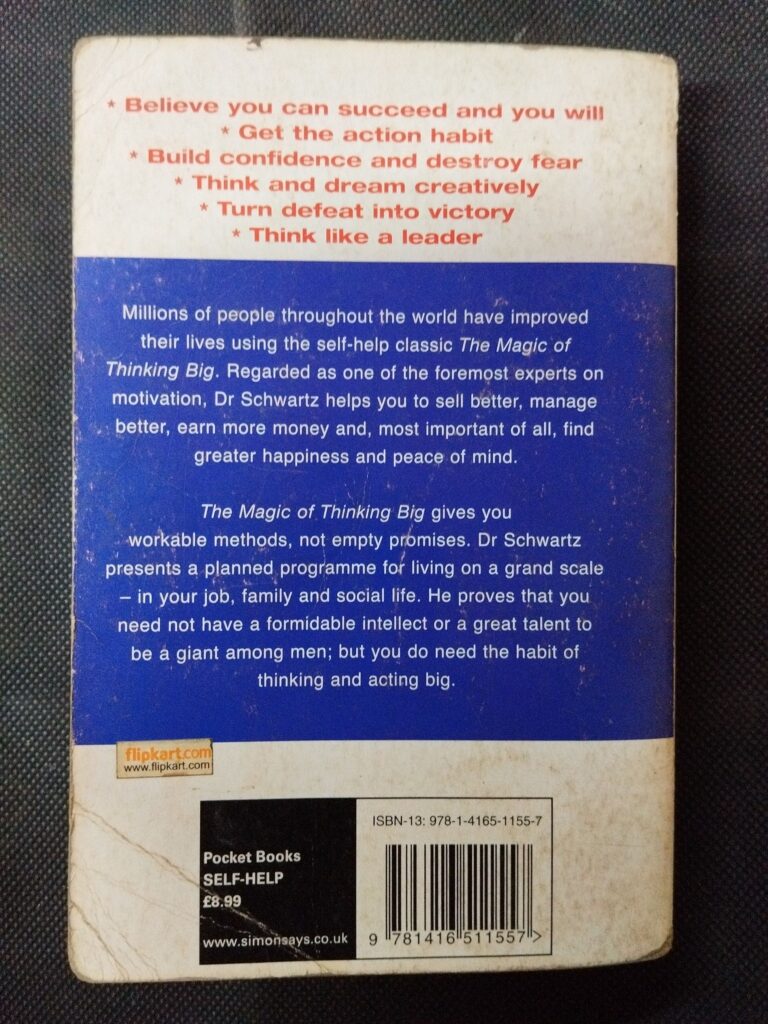 * Believe you can succeed and you will
* Get the action habit
* Build confidence and destroy fear
* Think and dream creatively
* Turn defeat into victory
* Think like a leader
Millions of people throughout the world have improved
their lives using the self-help classic The Magic of
Thinking Big. Regarded as one of the foremost experts on
motivation, Dr Schwartz helps you to sell better, manage
better, earn more money and, most important of all, find
greater happiness and peace of mind.
The Magic of Thinking Big gives you
workable methods, not empty promises. Dr Schwartz
presents a planned programme for living on a grand scale
– in your job, family and social life. He proves that you
need not have a formidable intellect or a great talent to
be a giant among men; but you do need the habit of
thinking and acting big.
flipkart.com
www.flipkart.com
Pocket Books
SELF-HELP
£8.99
www.simonsays.co.uk
ISBN-13: 978-1-4165-1155-7
9 781416 511557 >